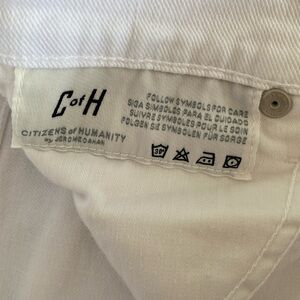 C of H
CITIZENS of HUMANITY
BY JEROME DAHAN
FOLLOW SYMBOLS FOR CARE
SIGA SIMBOLOS PARA EL CUIDADO
SUIVRE SYMBOLES POUR LE SOIN
FOLGEN SIE SYMBOLEN FÜR SORGE